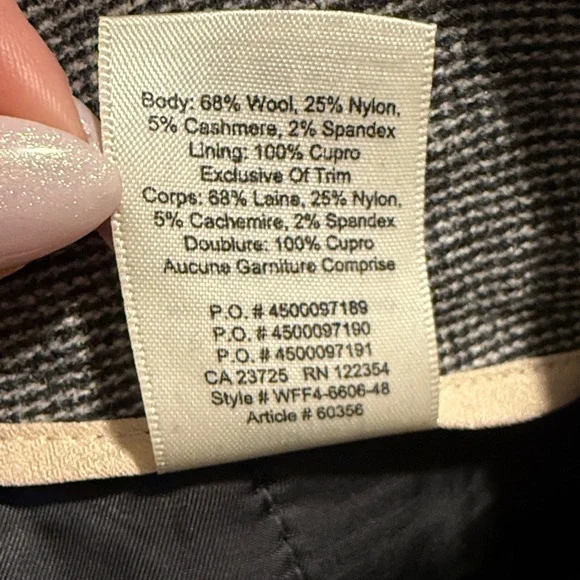 Body: 68% Wool, 25% Nylon,
5% Cashmere, 2% Spandex
Lining: 100% Cupro
Exclusive Of Trim
Corps: 68% Laine, 25% Nylon,
5% Cachemire, 2% Spandex
Doublure: 100% Cupro
Aucune Garniture Comprise
P.O. # 4500097189
P.O. # 4500097190
P.O. # 4500097191
CA 23725 RN 122354
Style # WFF4-6606-48
Article # 60356